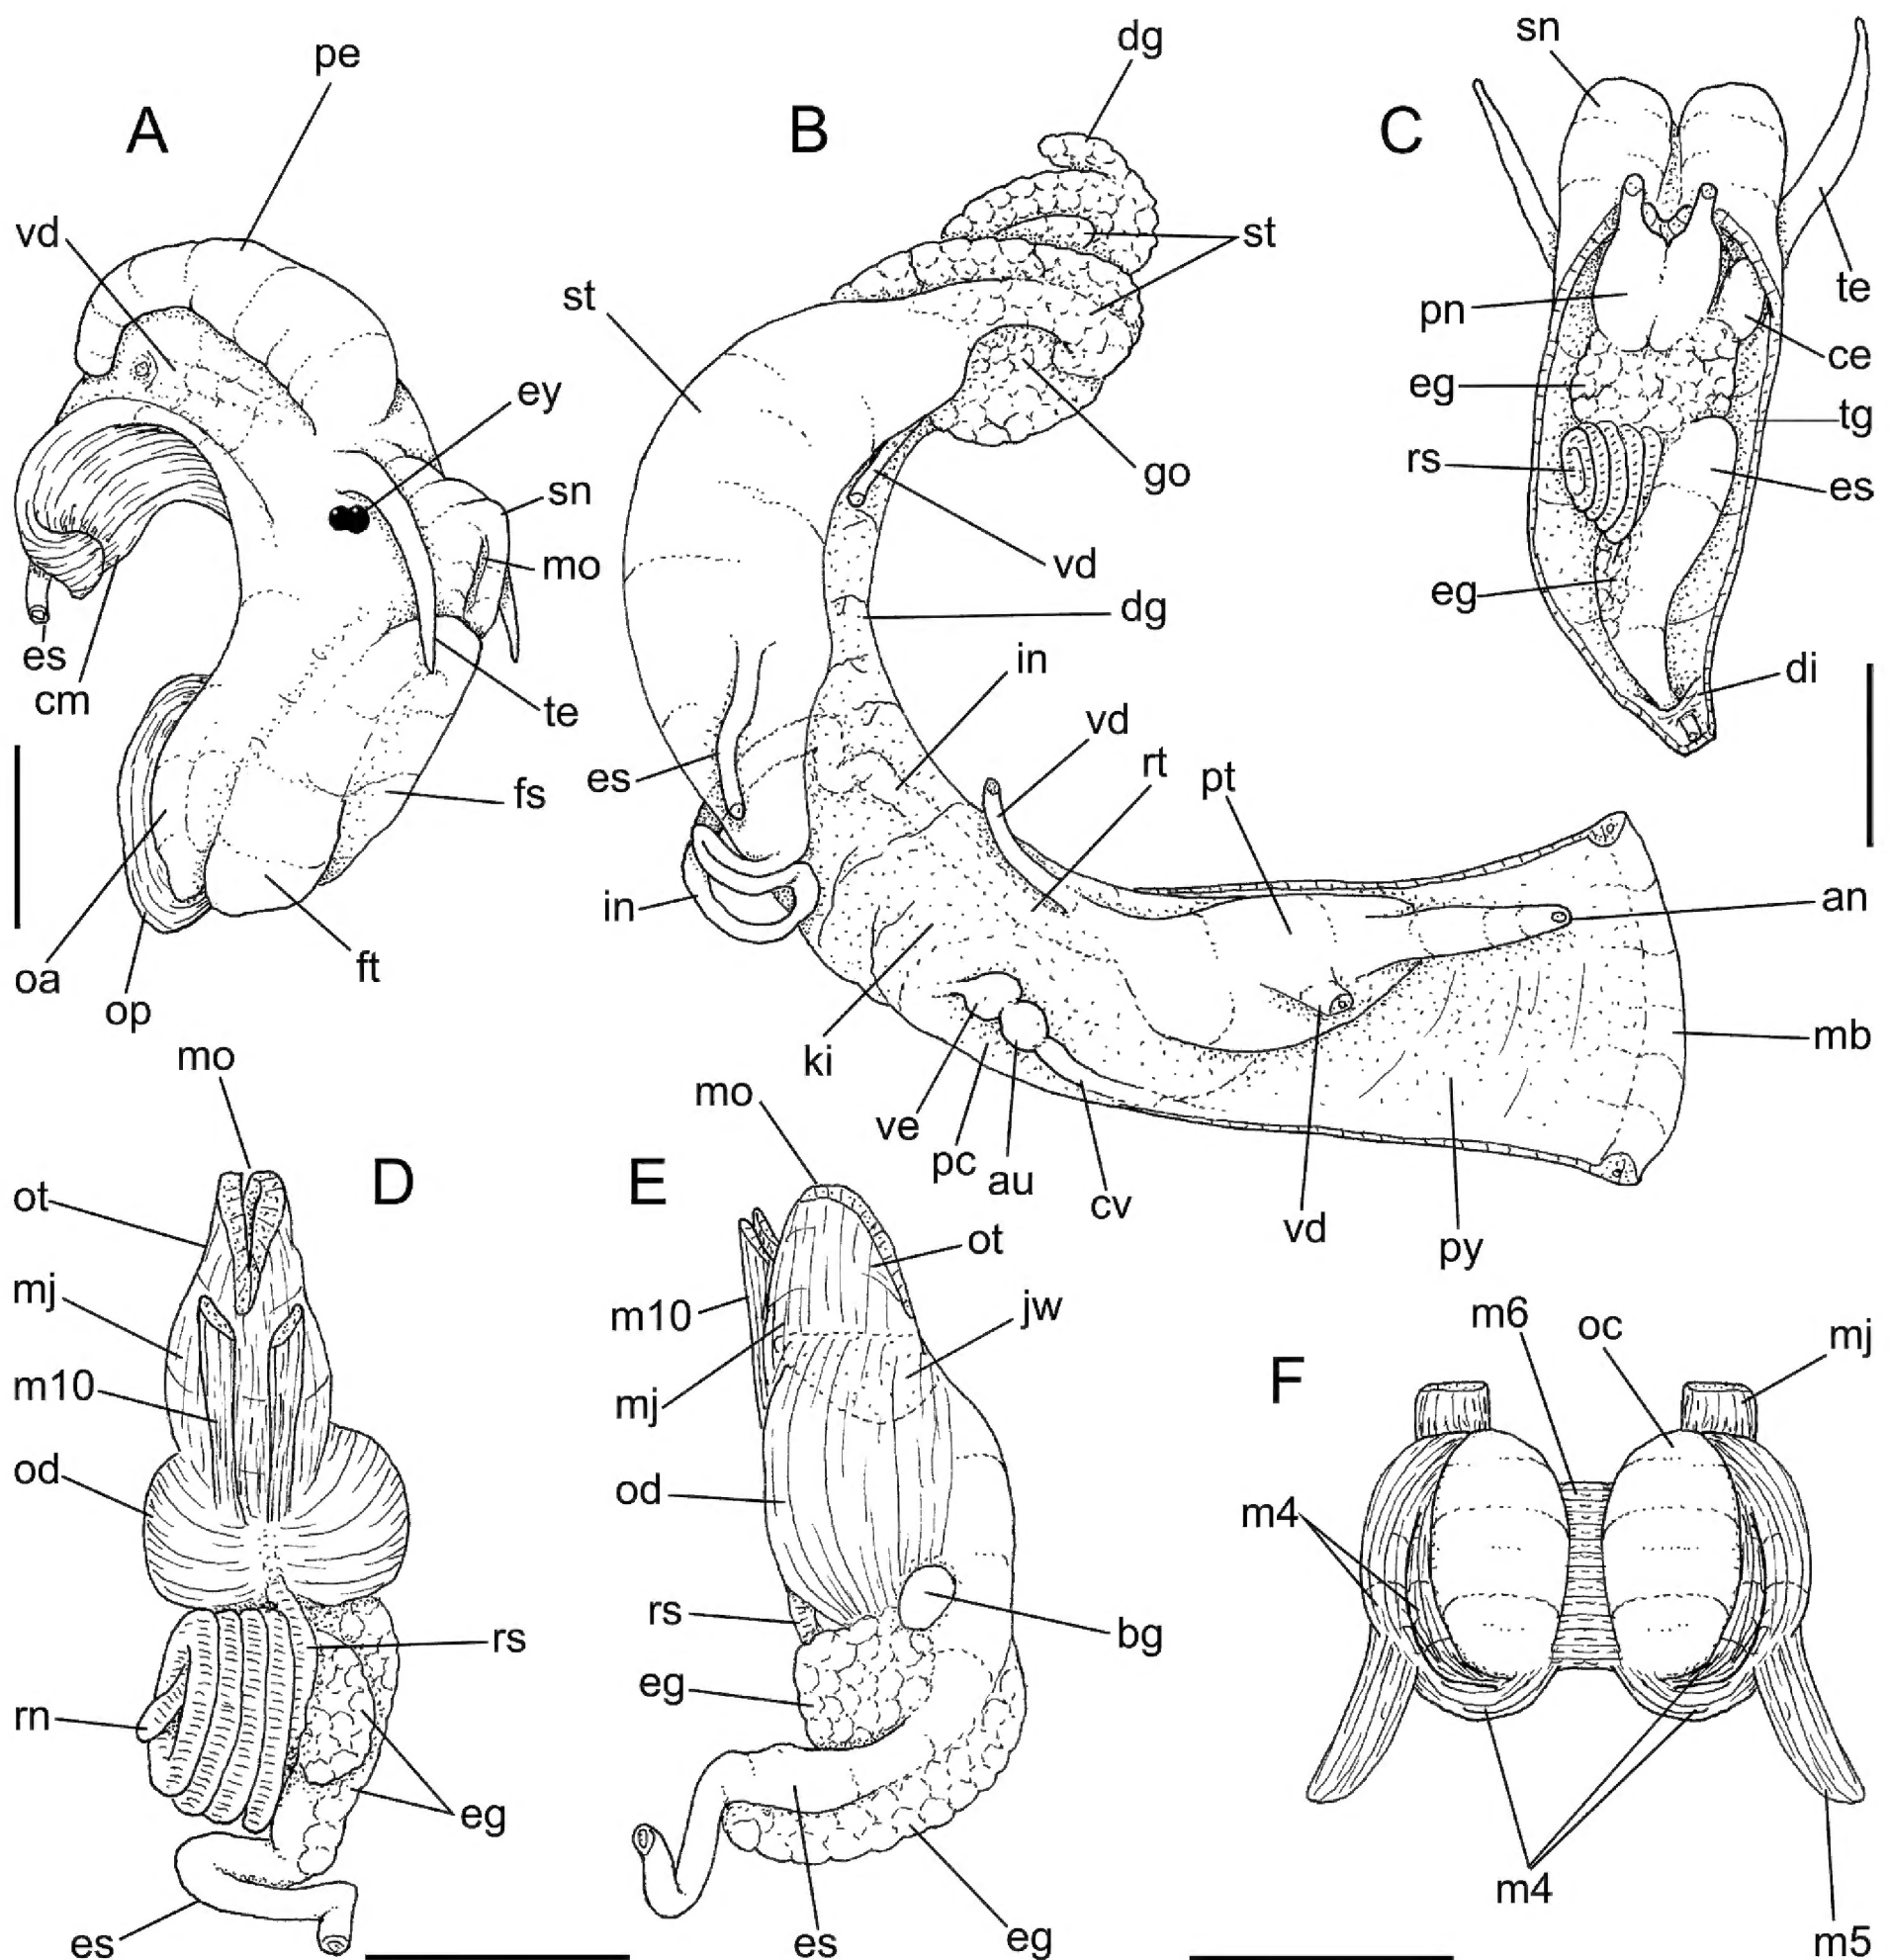 A
pe
vd
ey
sn
mo
es
cm
te
fs
oa
op
ft
B
dg
st
st
go
vd
dg
in
es
vd
rt
pt
in
an
ki
mb
ve
pc
au
cv
vd
py
C
sn
te
pn
ce
eg
tg
rs
es
eg
di
D
mo
ot
mj
m10
od
rs
rn
eg
es
E
mo
ot
m10
jw
mj
od
rs
bg
eg
es
eg
F
m6
oc
mj
m4
m4
m5